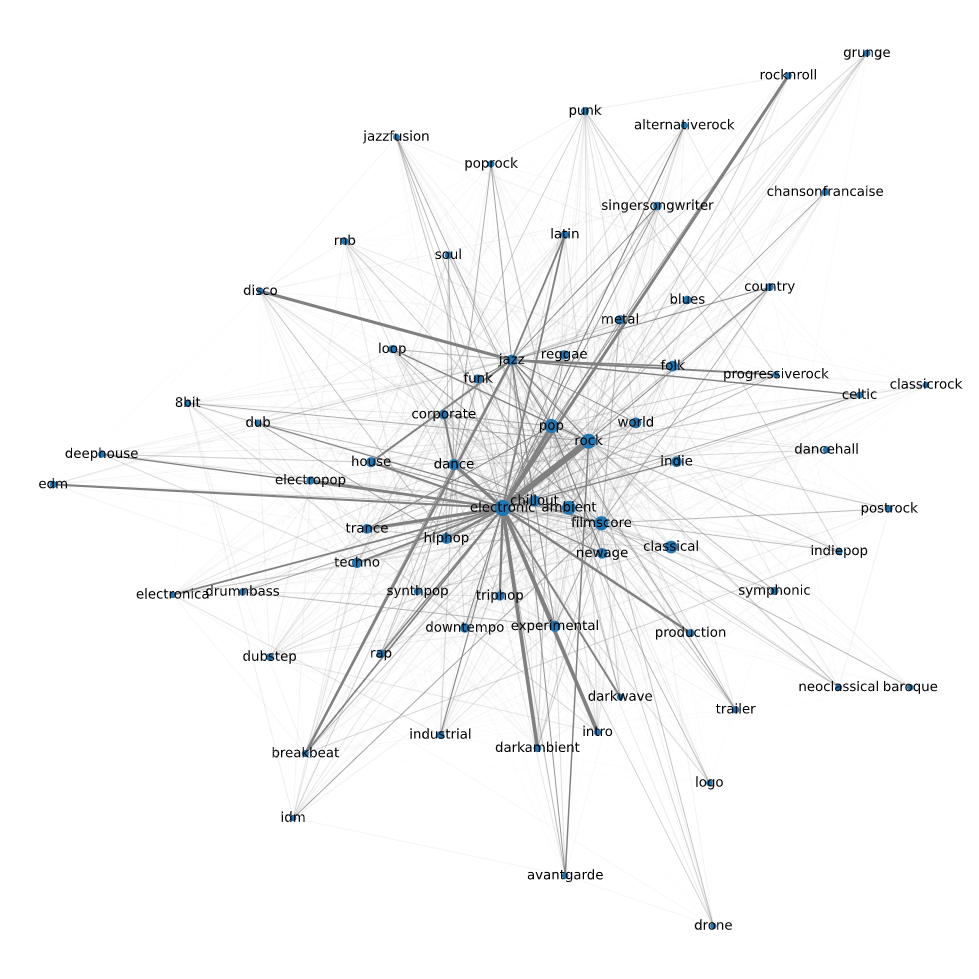 grunge
rocknroll
punk
alternativerock
jazzfusion
poprock
chansonfrancaise
singersongwriter
latin
rnb
soul
country
disco
blues
metal
loop
reggae
jazz
folk
progressiverock
funk
classicrock
celtic
8bit
corporate
dub
world
pop
rock
dancehall
deephouse
house
dance
indie
electropop
edm
chillout
electronic
ambient
postrock
filmscore
trance
hiphop
classical
newage
indiepop
techno
electronica
drumnbass
synthpop
triphop
symphonic
downtempo
experimental
production
dubstep
rap
neoclassical
baroque
darkwave
trailer
industrial
intro
darkambient
breakbeat
logo
idm
avantgarde
drone